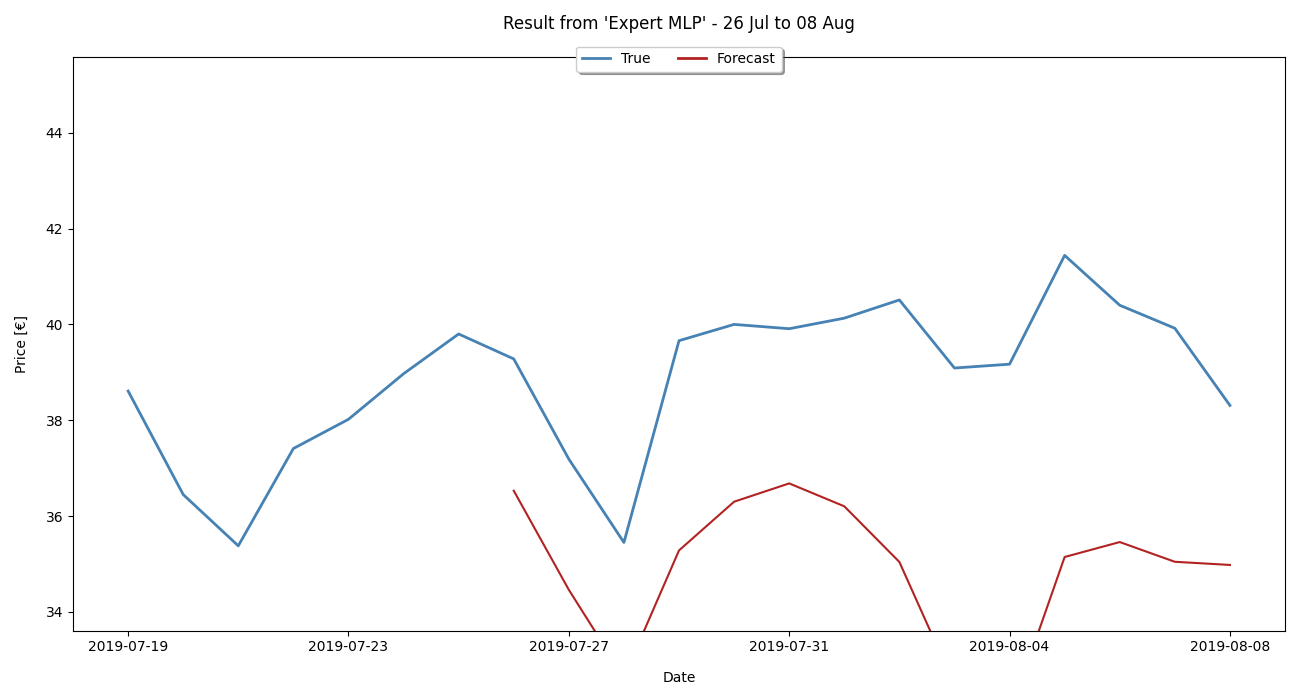 Result from 'Expert MLP' - 26 Jul to 08 Aug
True Forecast
44
42
40
38
36
34
Price [€]
2019-07-19 2019-07-23 2019-07-27 2019-07-31 2019-08-04 2019-08-08
Date